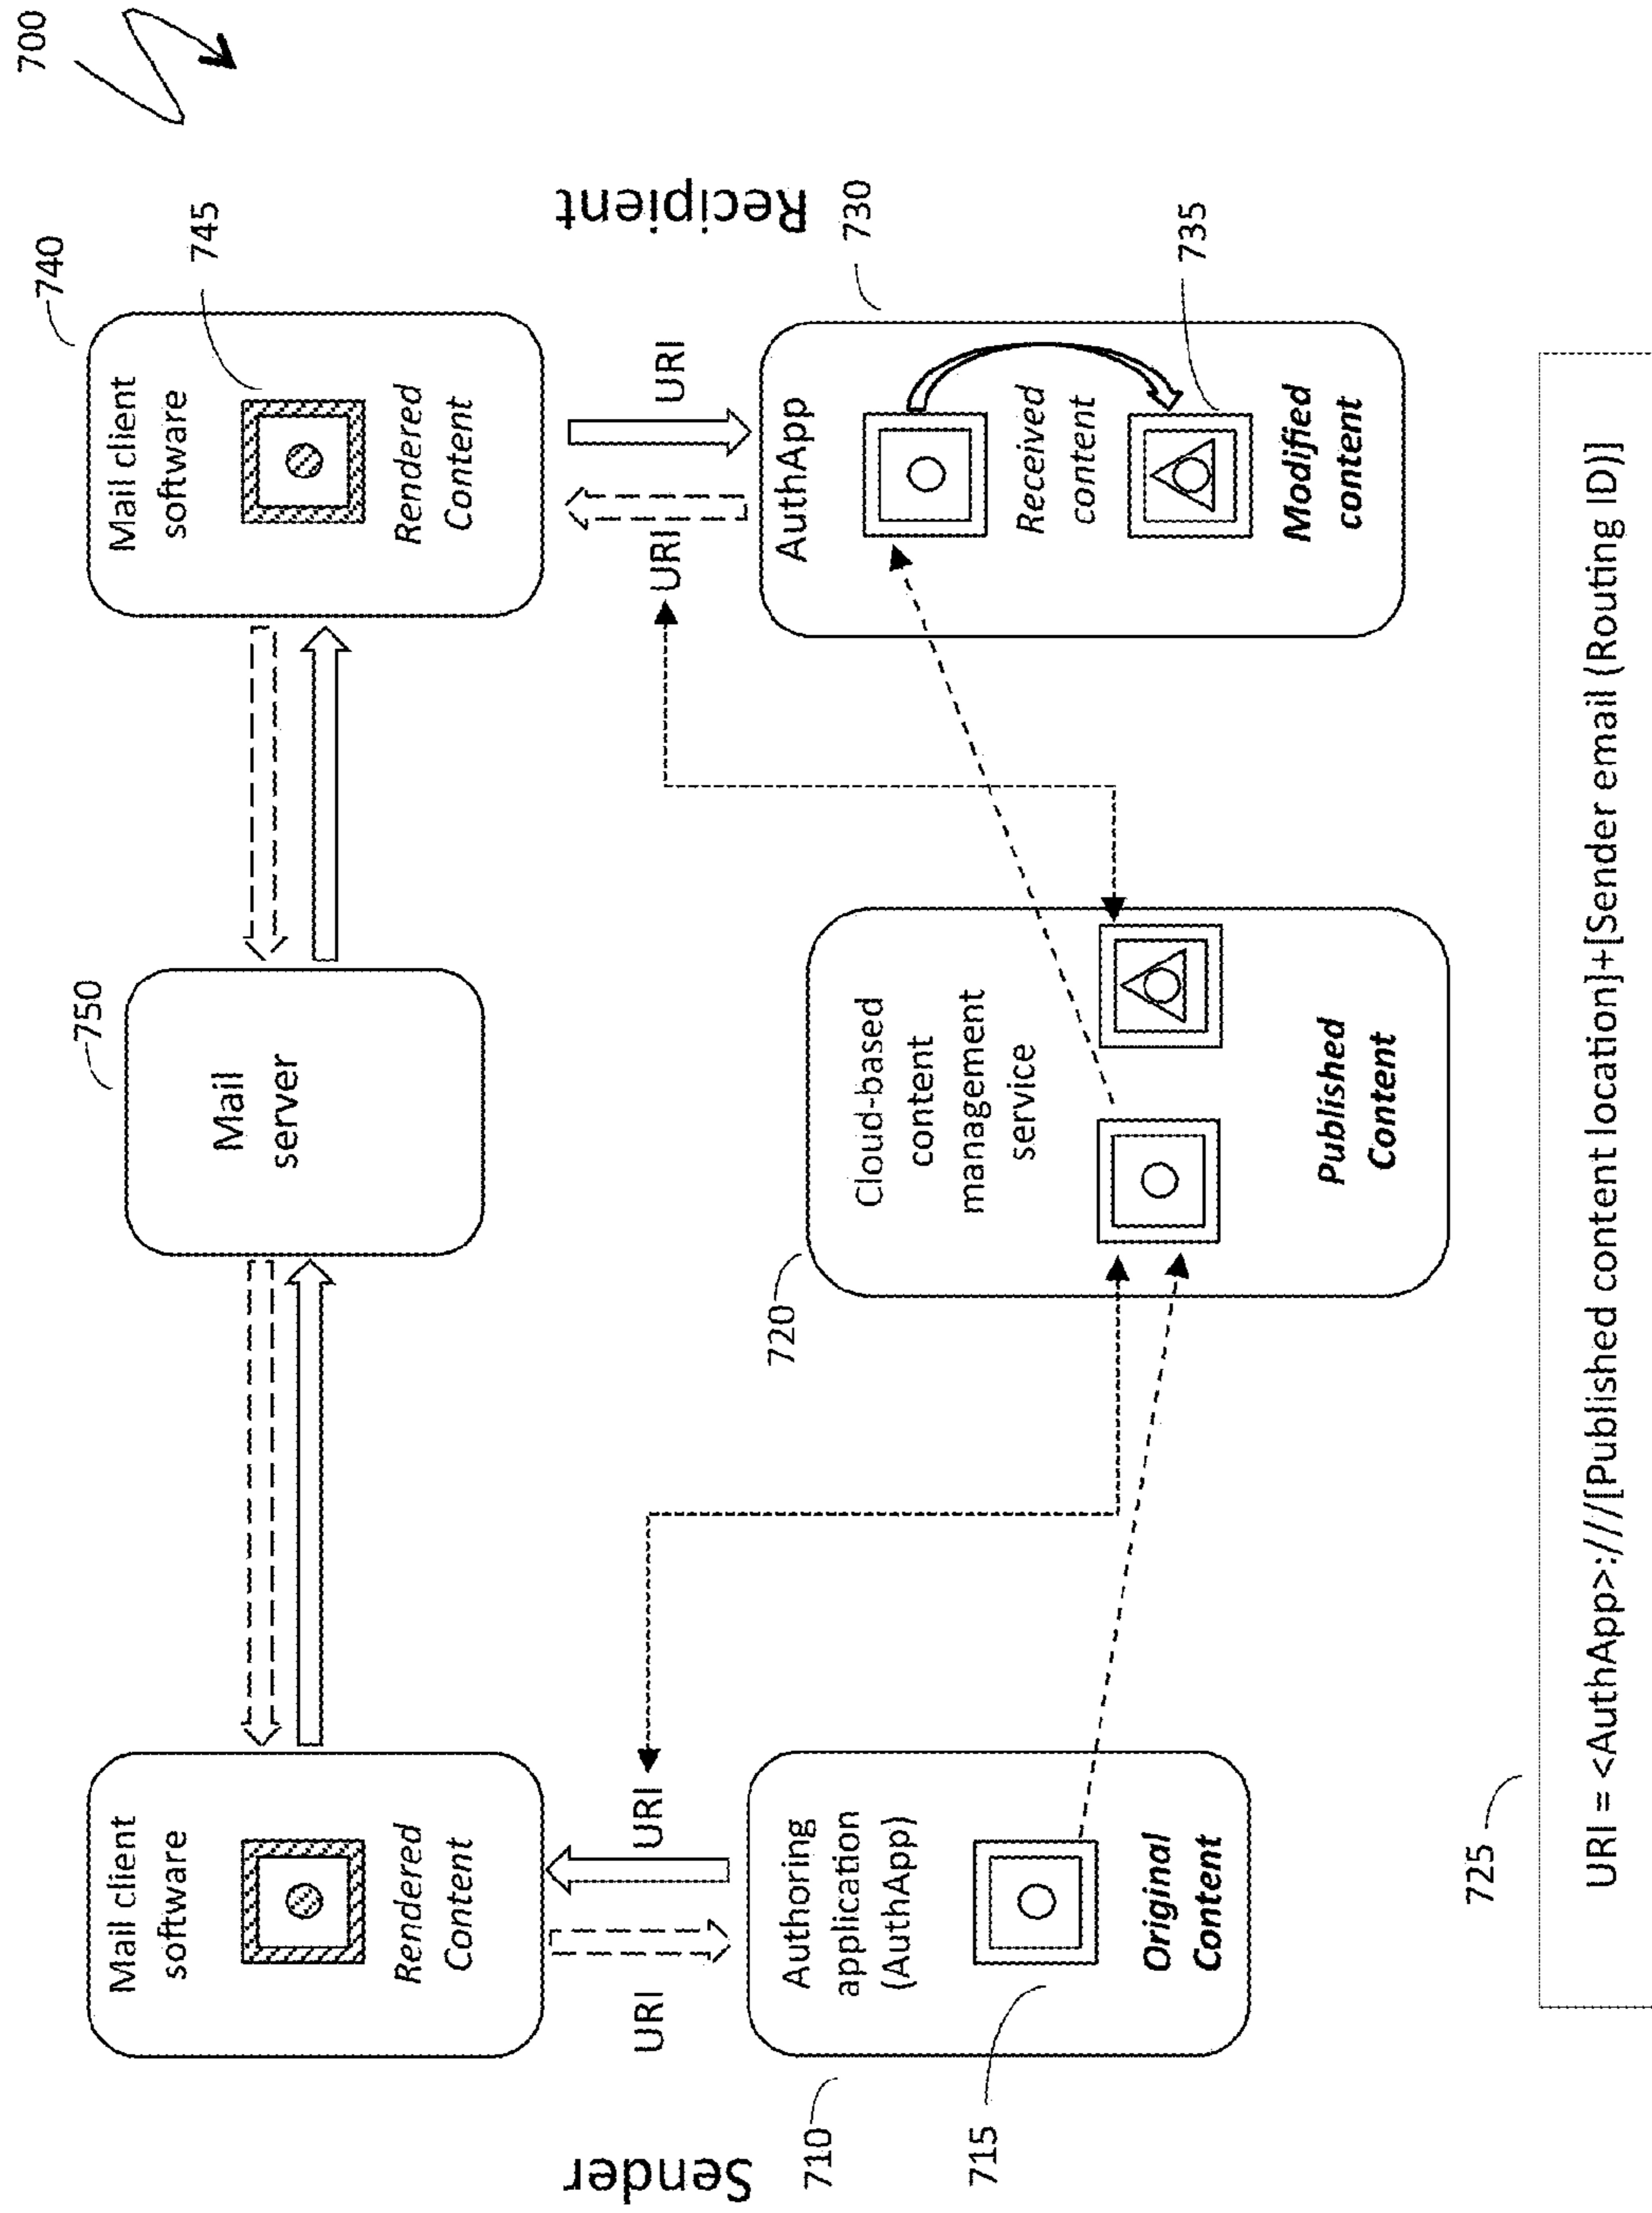 700
740
745
Mail client
software
Rendered
Content
750
Mail
server
Mail client
software
Rendered
Content
Recipient
URI
URI
730
AuthApp
Received
content
735
Modified
content
720
Cloud-based
content
management
service
Published
Content
Sender
URI
URI
710
Authoring
application
(AuthApp)
715
Original
Content
725
URI = <AuthApp>://[Published content location]+[Sender email (Routing ID)]